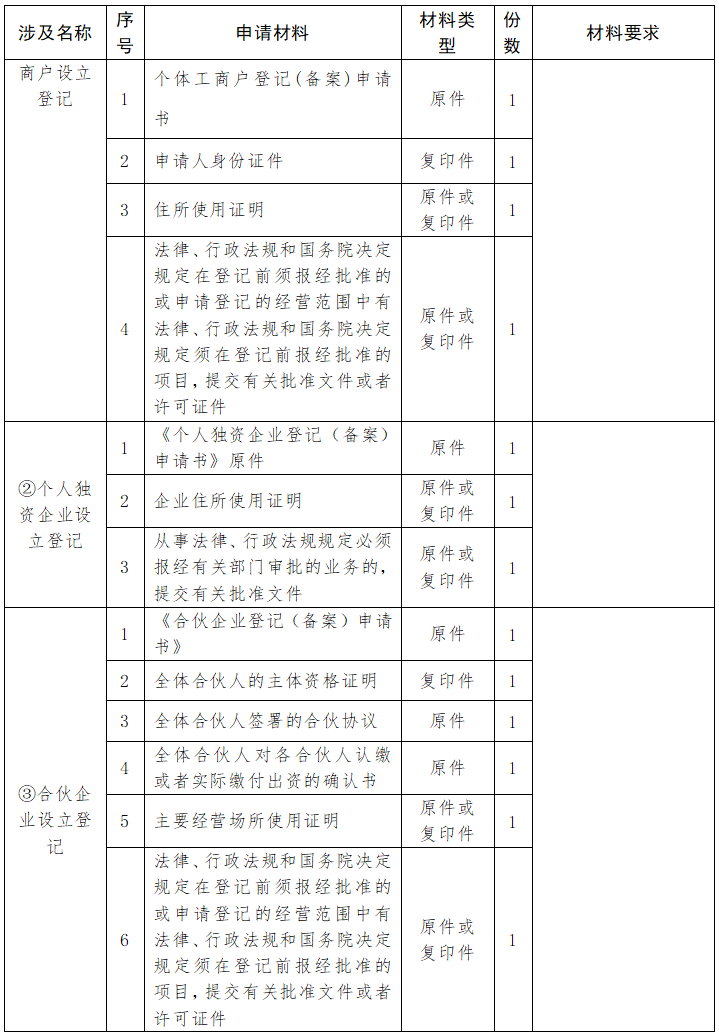 涉及名称
序号
申请材料
材料类型
份数
材料要求
商户设立
登记
1
个体工商户登记(备案)申请
书
原件
1
2
申请人身份证件
复印件
1
3
住所使用证明
原件或
复印件
1
4
法律、行政法规和国务院决定
规定在登记前须报经批准的
或申请登记的经营范围中有
法律、行政法规和国务院决定
规定须在登记前报经批准的
项目,提交有关批准文件或者
许可证件
原件或
复印件
1
②个人独
资企业设
立登记
1
《个人独资企业登记（备案）
申请书》原件
原件
1
2
企业住所使用证明
原件或
复印件
1
3
从事法律、行政法规规定必须
报经有关部门审批的业务的,
提交有关批准文件
原件或
复印件
1
③合伙企
业设立登
记
1
《合伙企业登记（备案）申请
书》
原件
1
2
全体合伙人的主体资格证明
复印件
1
3
全体合伙人签署的合伙协议
原件
1
4
全体合伙人对各合伙人认缴
或者实际缴付出资的确认书
原件
1
5
主要经营场所使用证明
原件或
复印件
1
6
法律、行政法规和国务院决定
规定在登记前须报经批准的
或申请登记的经营范围中有
法律、行政法规和国务院决定
规定须在登记前报经批准的
项目,提交有关批准文件或者
许可证件
原件或
复印件
1